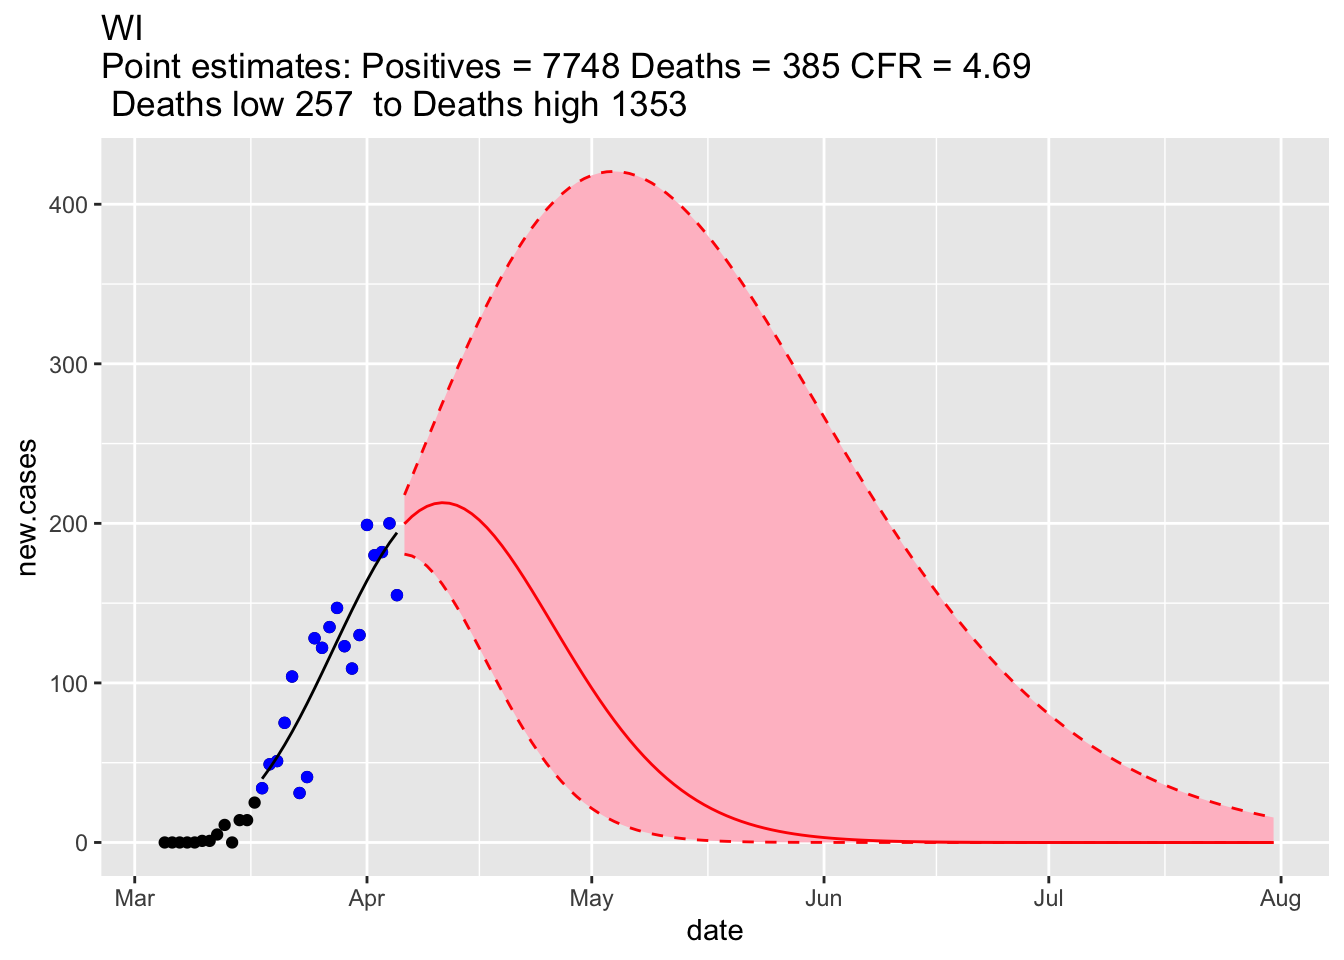 WI
Point estimates: Positives = 7748 Deaths = 385 CFR = 4.69
Deaths low 257  to Deaths high 1353
400
300
200
100
0
new.cases
Mar Apr May Jun Jul Aug
date